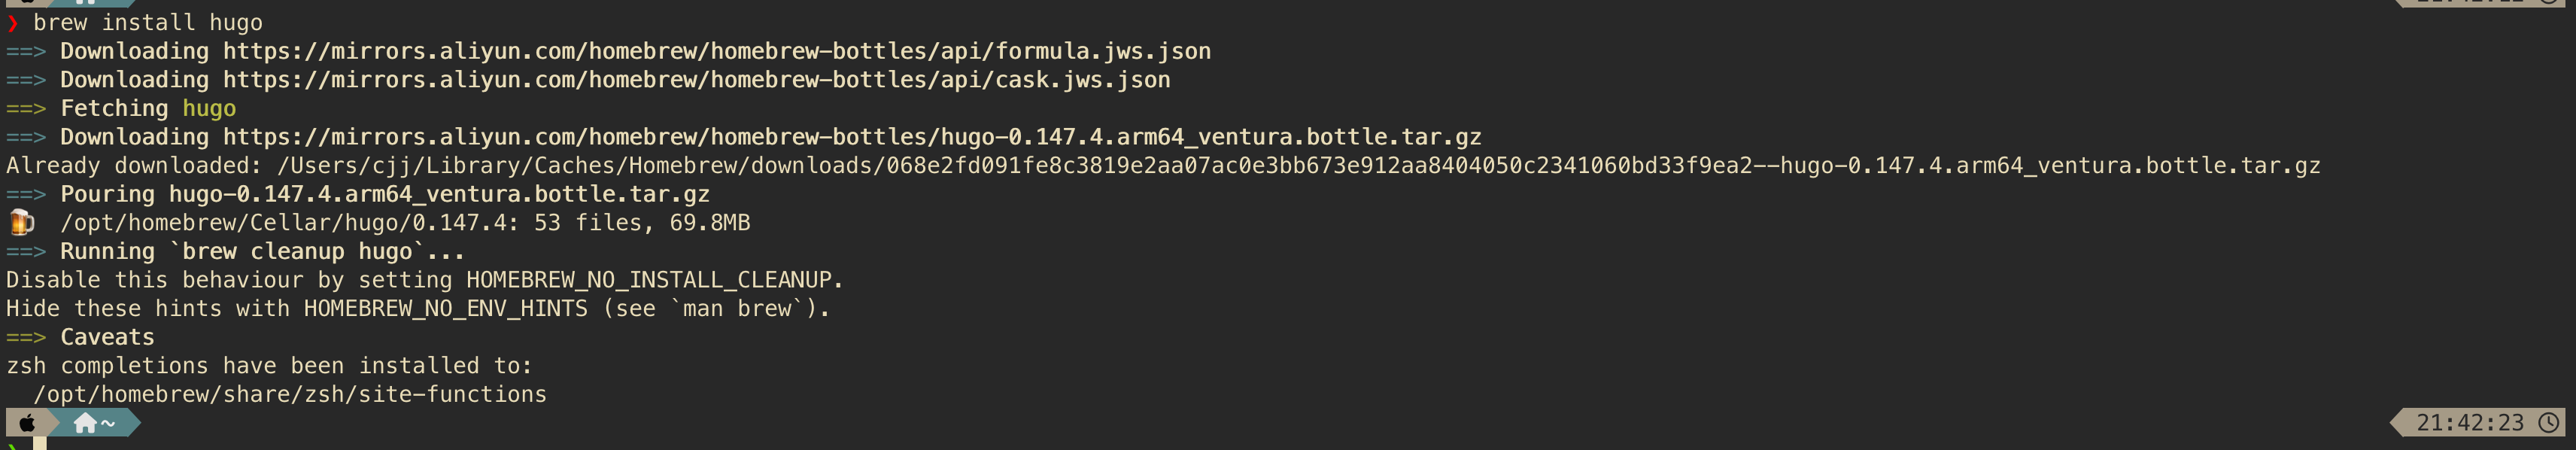 ❯ brew install hugo
==> Downloading https://mirrors.aliyun.com/homebrew/homebrew-bottles/api/formula.jws.json
==> Downloading https://mirrors.aliyun.com/homebrew/homebrew-bottles/api/cask.jws.json
==> Fetching hugo
==> Downloading https://mirrors.aliyun.com/homebrew/homebrew-bottles/hugo-0.147.4.arm64_ventura.bottle.tar.gz
Already downloaded: /Users/cjj/Library/Caches/Homebrew/downloads/068e2fd091fe8c3819e2aa07ac0e3bb673e912aa8404050c2341060bd33f9ea2--hugo-0.147.4.arm64_ventura.bottle.tar.gz
==> Pouring hugo-0.147.4.arm64_ventura.bottle.tar.gz
🍺  /opt/homebrew/Cellar/hugo/0.147.4: 53 files, 69.8MB
==> Running `brew cleanup hugo`...
Disable this behaviour by setting HOMEBREW_NO_INSTALL_CLEANUP.
Hide these hints with HOMEBREW_NO_ENV_HINTS (see `man brew`).
==> Caveats
zsh completions have been installed to:
  /opt/homebrew/share/zsh/site-functions
~ 21:42:23